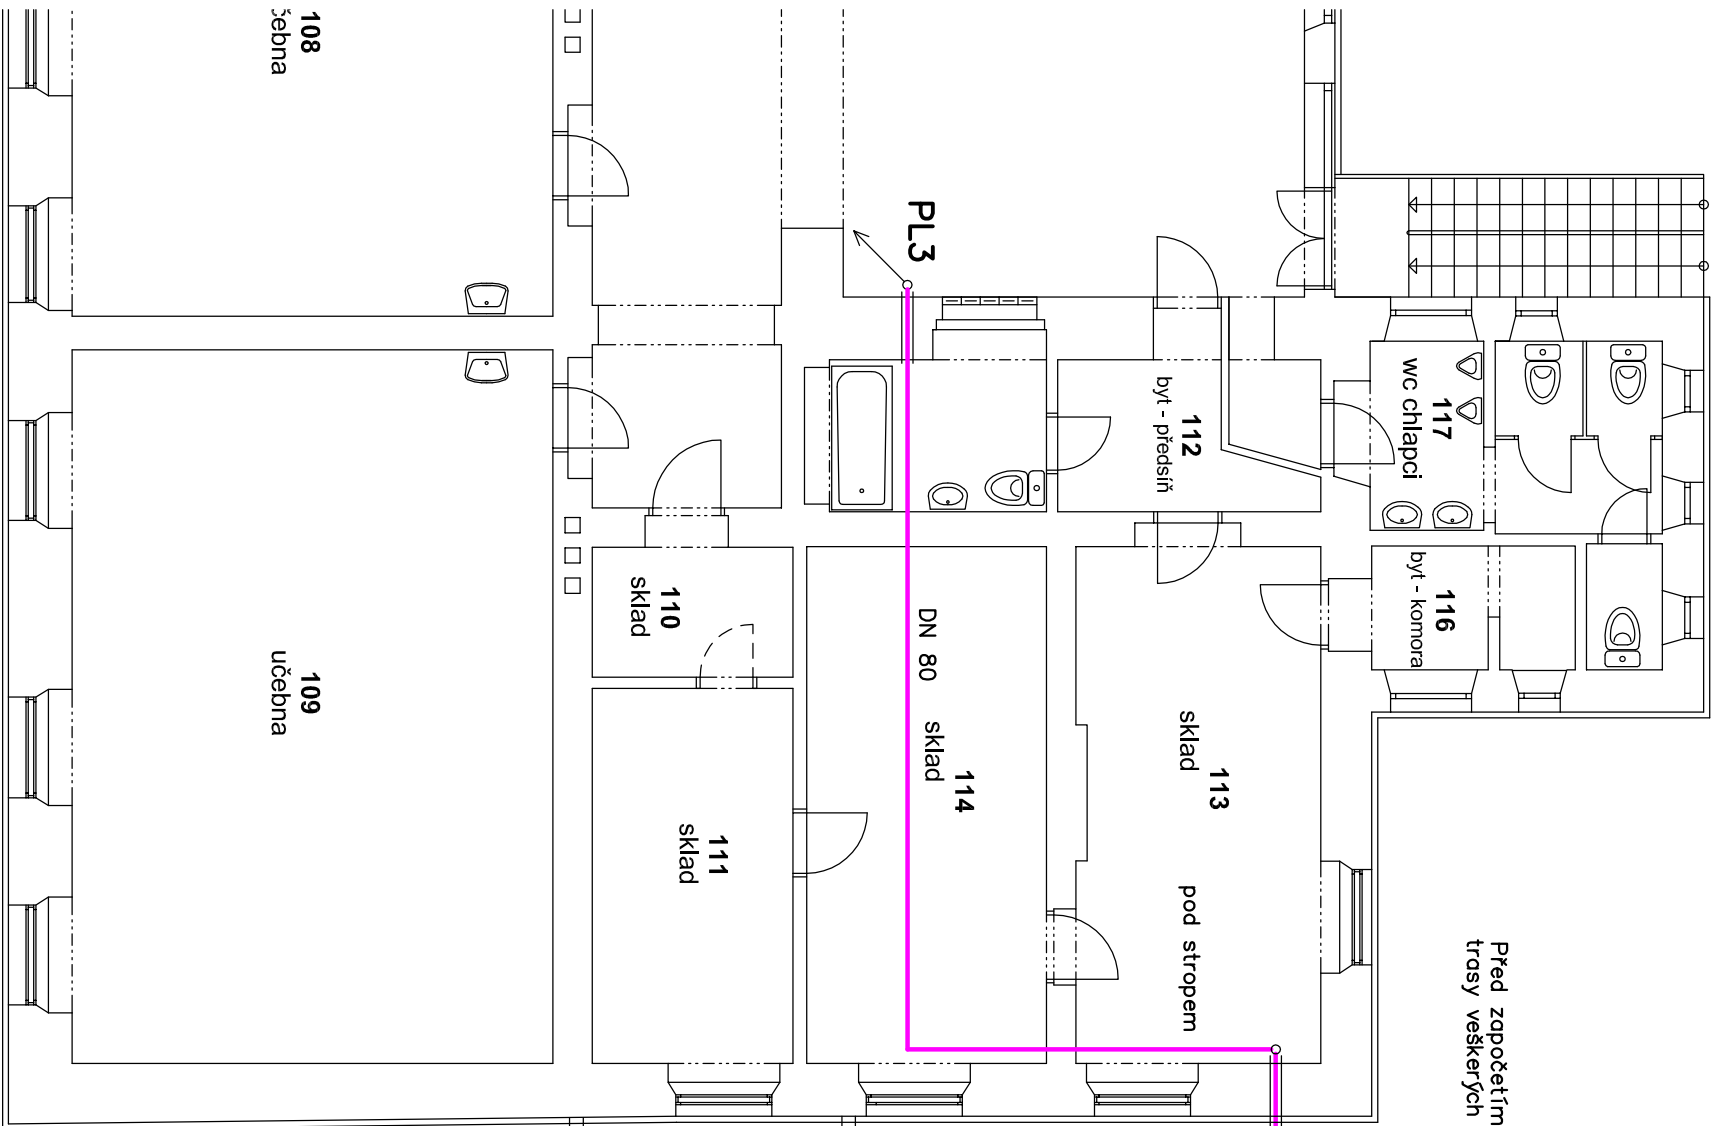 108
čebna
PL3
117
wc chlapci
112
byt - předsíň
116
byt - komora
110
sklad
DN 80
109
učebna
114
sklad
113
sklad
111
sklad
pod stropem
Před započetím
trasy veškerých